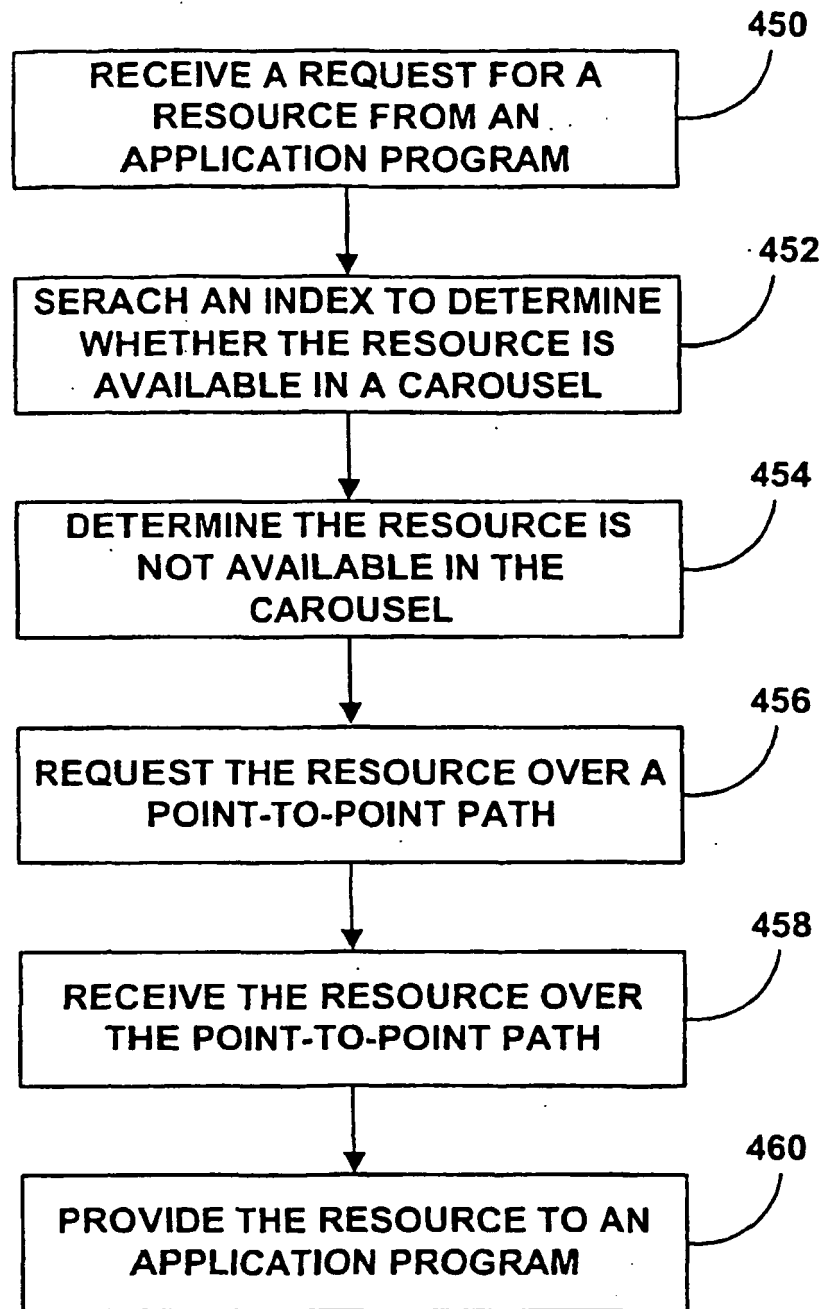 450
RECEIVE A REQUEST FOR A
RESOURCE FROM AN
APPLICATION PROGRAM
452
SERACH AN INDEX TO DETERMINE
WHETHER THE RESOURCE IS
AVAILABLE IN A CAROUSEL
454
DETERMINE THE RESOURCE IS
NOT AVAILABLE IN THE
CAROUSEL
456
REQUEST THE RESOURCE OVER A
POINT-TO-POINT PATH
458
RECEIVE THE RESOURCE OVER
THE POINT-TO-POINT PATH
460
PROVIDE THE RESOURCE TO AN
APPLICATION PROGRAM